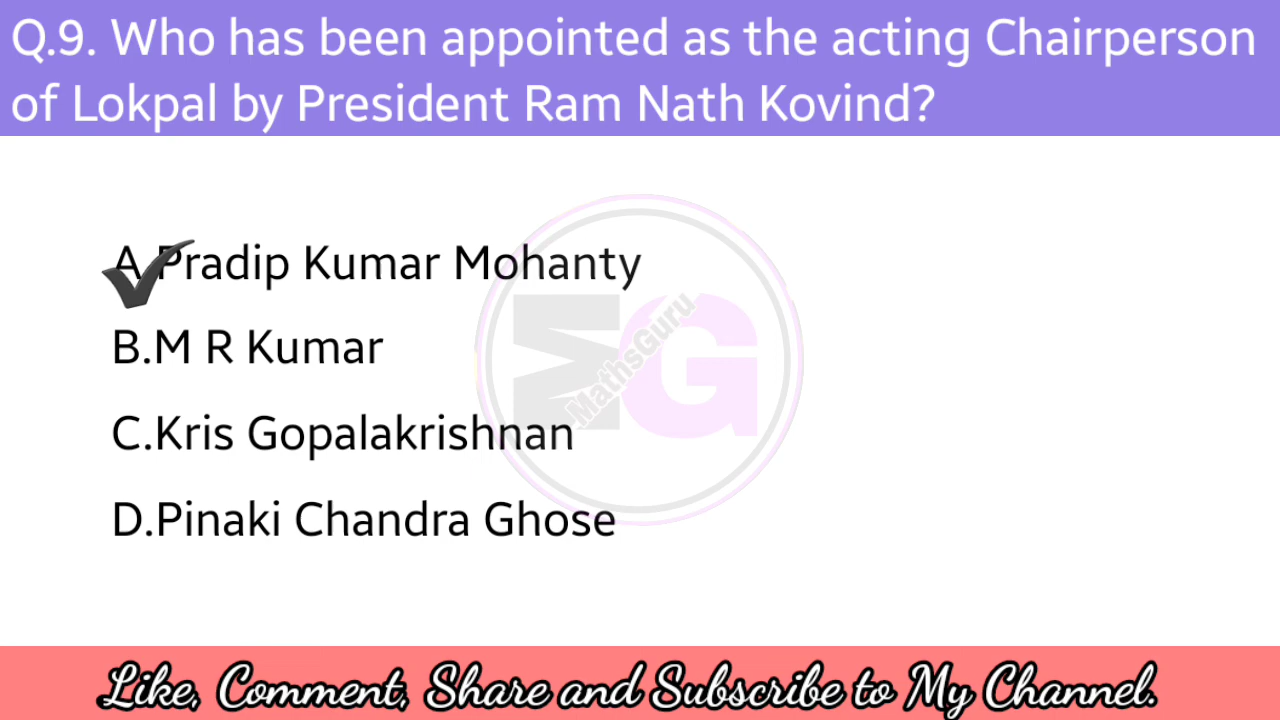 Q.9. Who has been appointed as the acting Chairperson
of Lokpal by President Ram Nath Kovind?
A.Pradip Kumar Mohanty
B.M R Kumar
MathsGuru
C.Kris Gopalakrishnan
D.Pinaki Chandra Ghose
Like, Comment, Share and Subscribe to My Channel.